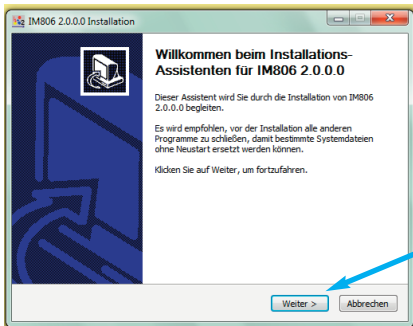 IM806 2.0.0.0 Installation
Willkommen beim Installations-
Assistenten für IM806 2.0.0.0
Dieser Assistent wird Sie durch die Installation von IM806
2.0.0.0 begleiten.
Es wird empfohlen, vor der Installation alle anderen
Programme zu schließen, damit bestimmte Systemdateien
ohne Neustart ersetzt werden können.
Klicken Sie auf Weiter, um fortzufahren.
Weiter >
Abbrechen